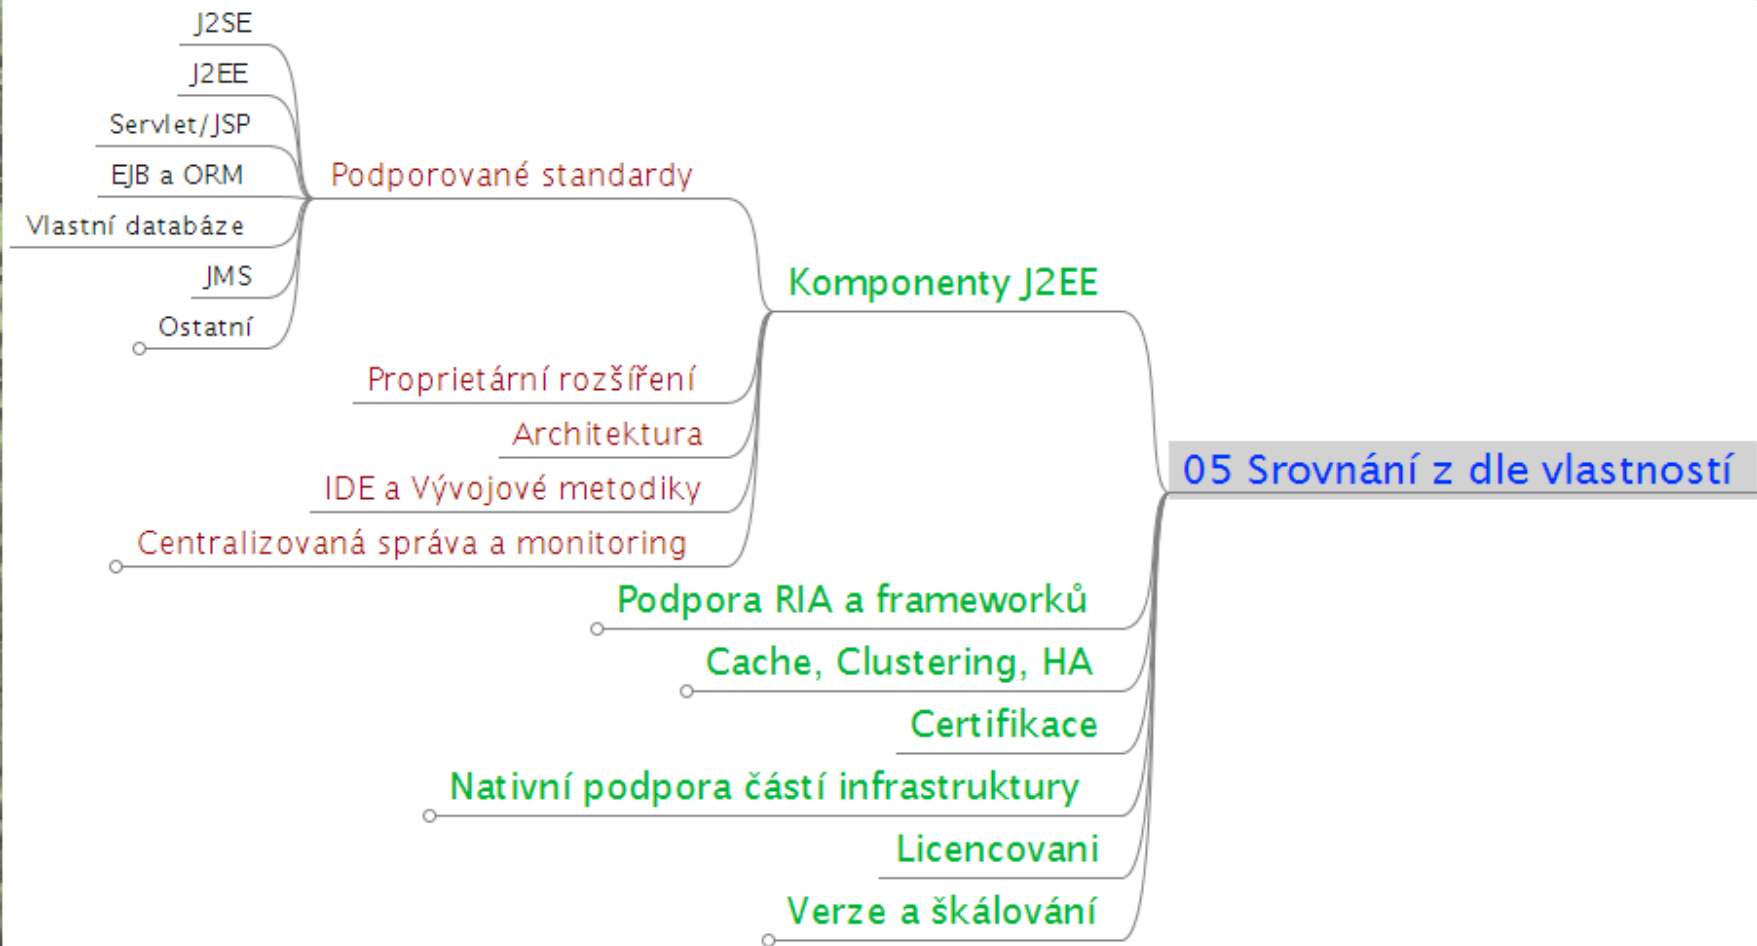 J2SE
J2EE
Servlet/JSP
EJB a ORM
Vlastní databáze
JMS
Ostatní
Podporované standardy
Proprietární rozšíření
Architektura
IDE a Vývojové metodiky
Centralizovaná správa a monitoring
Komponenty J2EE
Podpora RIA a frameworků
Cache, Clustering, HA
Certifikace
Nativní podpora částí infrastruktury
Licencovani
Verze a škálování
05 Srovnání z dle vlastností